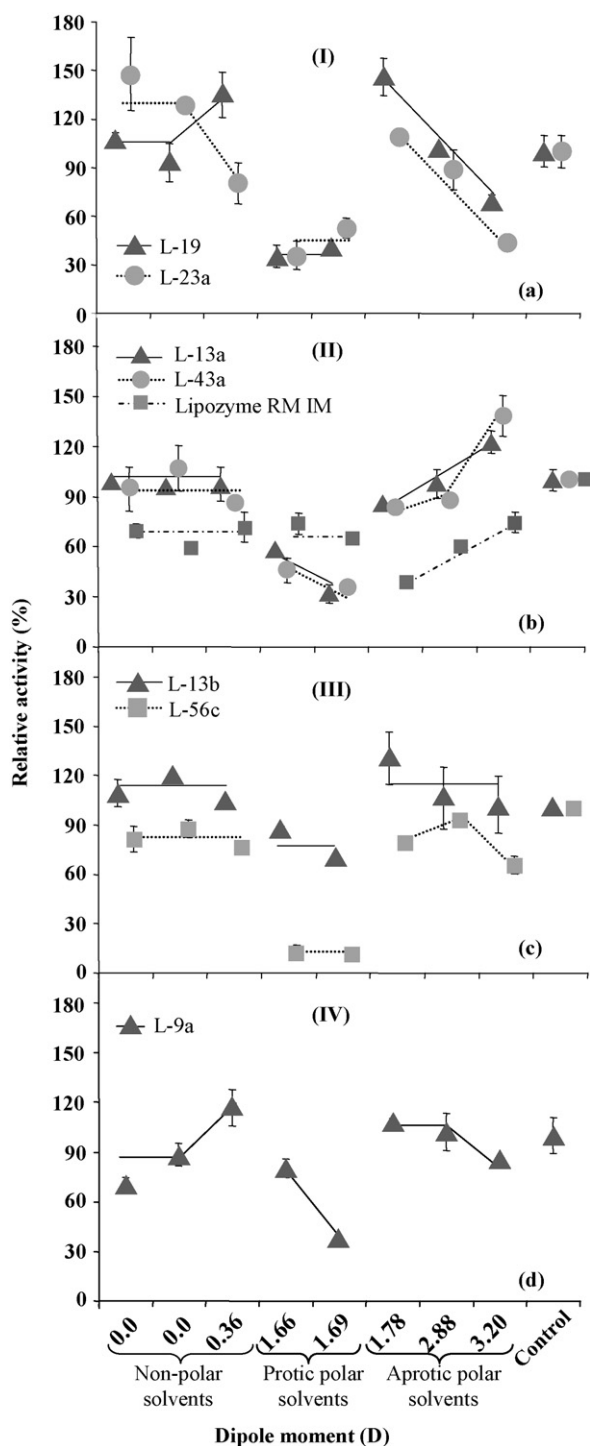 180
(I)
150
120
90
60
30
L-19
L-23a
(a)
0
180
(II)
L-13a
150
L-43a
Lipozyme RM IM
120
90
60
30
(b)
0
Relative activity (%)
180
L-13b
(III)
L-56c
150
120
90
60
30
(c)
0
180
(IV)
L-9a
150
120
90
60
30
(d)
0
0.0 0.0 0.36 1.66 1.69 1.78 2.88 3.20 Control
Non-polar Protic polar Aprotic polar
solvents solvents solvents
Dipole moment (D)